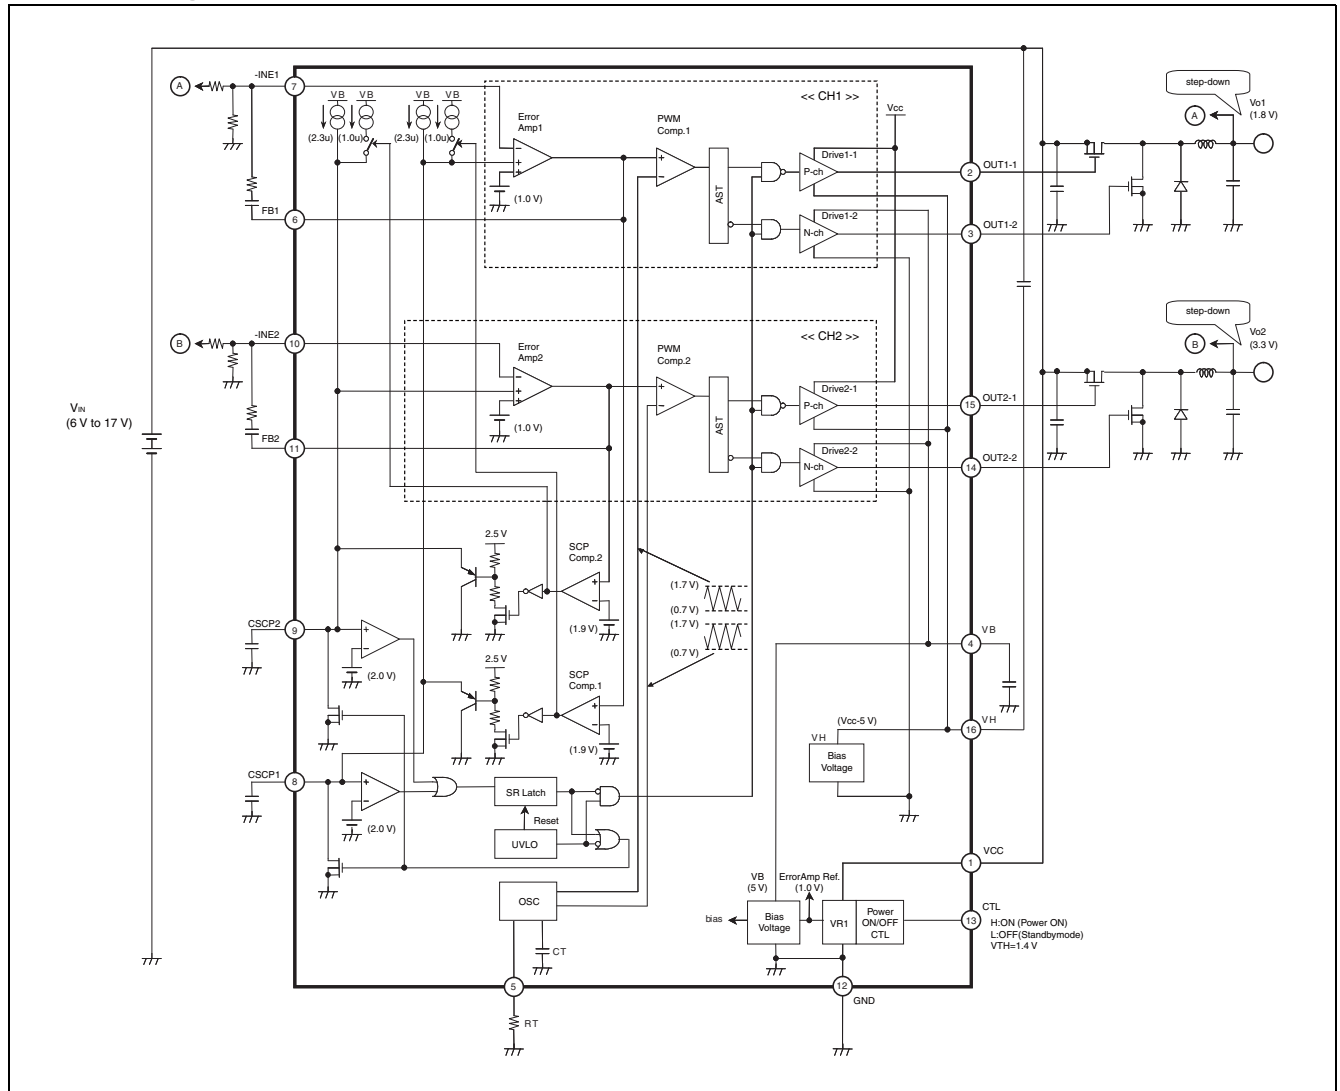 step-down
A
-INE1
7
VB
VB
VB
VB
<< CH1 >>
Vcc
A
Vo1
(1.8 V)
(2.3u)
(1.0u)
(2.3u)
(1.0u)
Error
Amp1
PWM
Comp.1
Drive1-1
P-ch
2
OUT1-1
AST
(1.0 V)
Drive1-2
N-ch
3
OUT1-2
FB1
6
step-down
B
-INE2
10
<< CH2 >>
B
Vo2
(3.3 V)
Error
Amp2
PWM
Comp.2
Drive2-1
P-ch
15
OUT2-1
AST
VIN
(6 V to 17 V)
(1.0 V)
FB2
11
Drive2-2
N-ch
14
OUT2-2
2.5 V
SCP
Comp.2
(1.7 V)
(0.7 V)
(1.9 V)
(1.7 V)
(0.7 V)
CSCP2
9
(2.0 V)
4
VB
2.5 V
SCP
Comp.1
(1.9 V)
(Vcc-5 V)
16
VH
VH
Bias
Voltage
CSCP1
8
(2.0 V)
SR Latch
Reset
UVLO
1
VCC
OSC
VB
(5 V)
ErrorAmp Ref.
(1.0 V)
bias
Bias
Voltage
VR1
Power
ON/OFF
CTL
13
CTL
H:ON (Power ON)
L:OFF(Standbymode)
VTH=1.4 V
CT
5
12
GND
RT